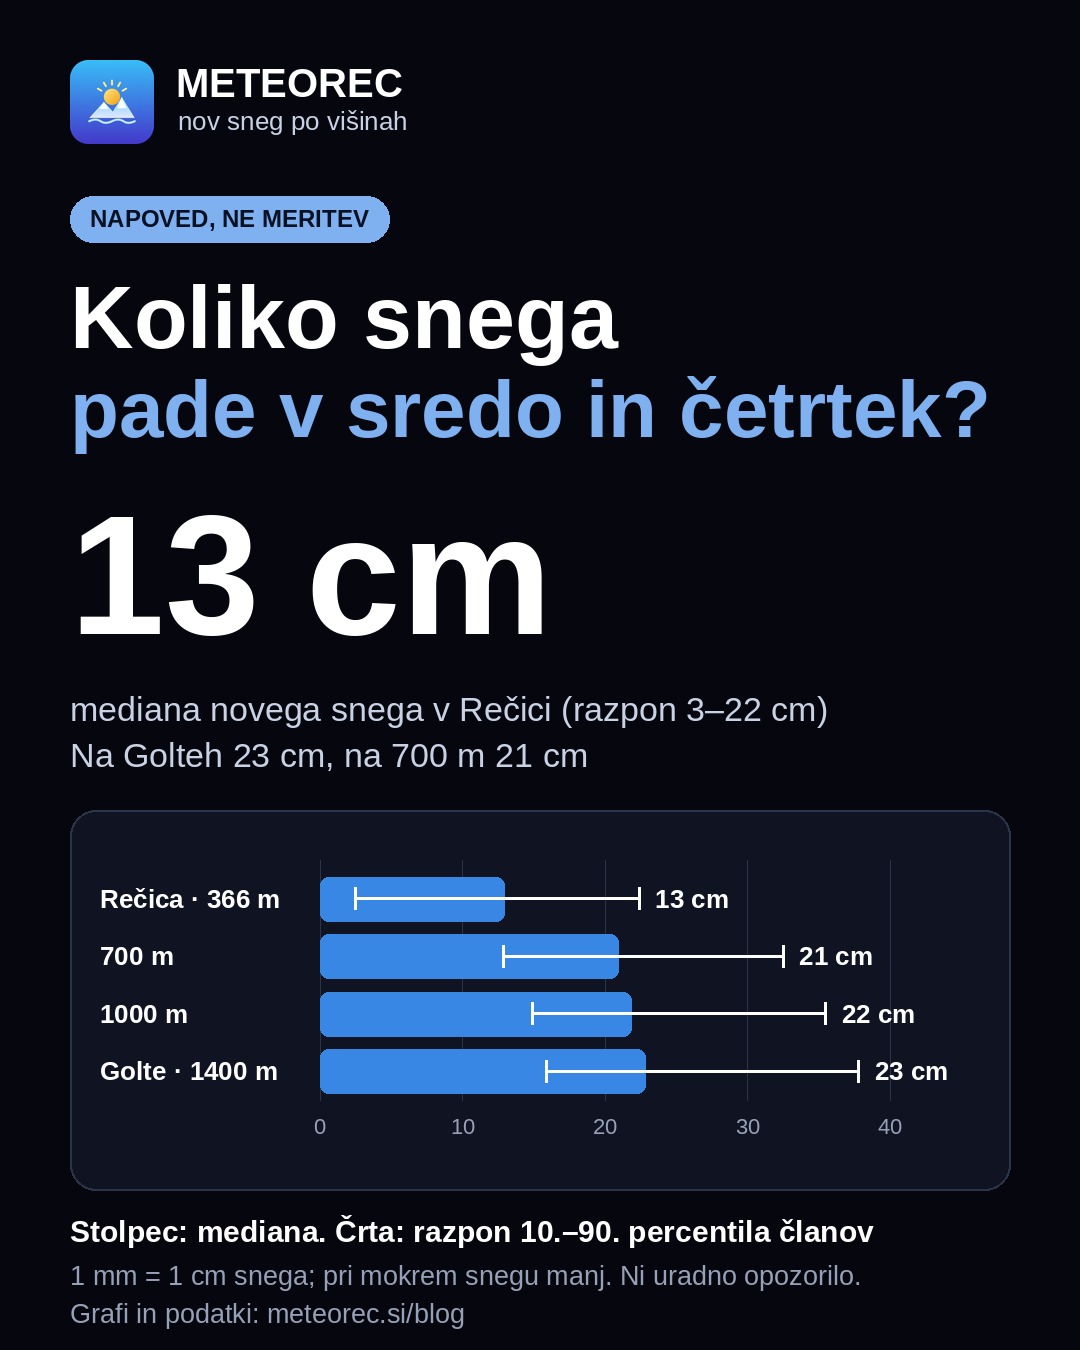 METEOREC
nov sneg po višinah
NAPOVED, NE MERITEV
Koliko snega
pade v sredo in četrtek?
13 cm
mediana novega snega v Rečici (razpon 3–22 cm)
Na Golteh 23 cm, na 700 m 21 cm
Rečica · 366 m 13 cm
700 m 21 cm
1000 m 22 cm
Golte · 1400 m 23 cm
0 10 20 30 40
Stolpec: mediana. Črta: razpon 10.–90. percentila članov
1 mm = 1 cm snega; pri mokrem snegu manj. Ni uradno opozorilo.
Grafi in podatki: meteorec.si/blog